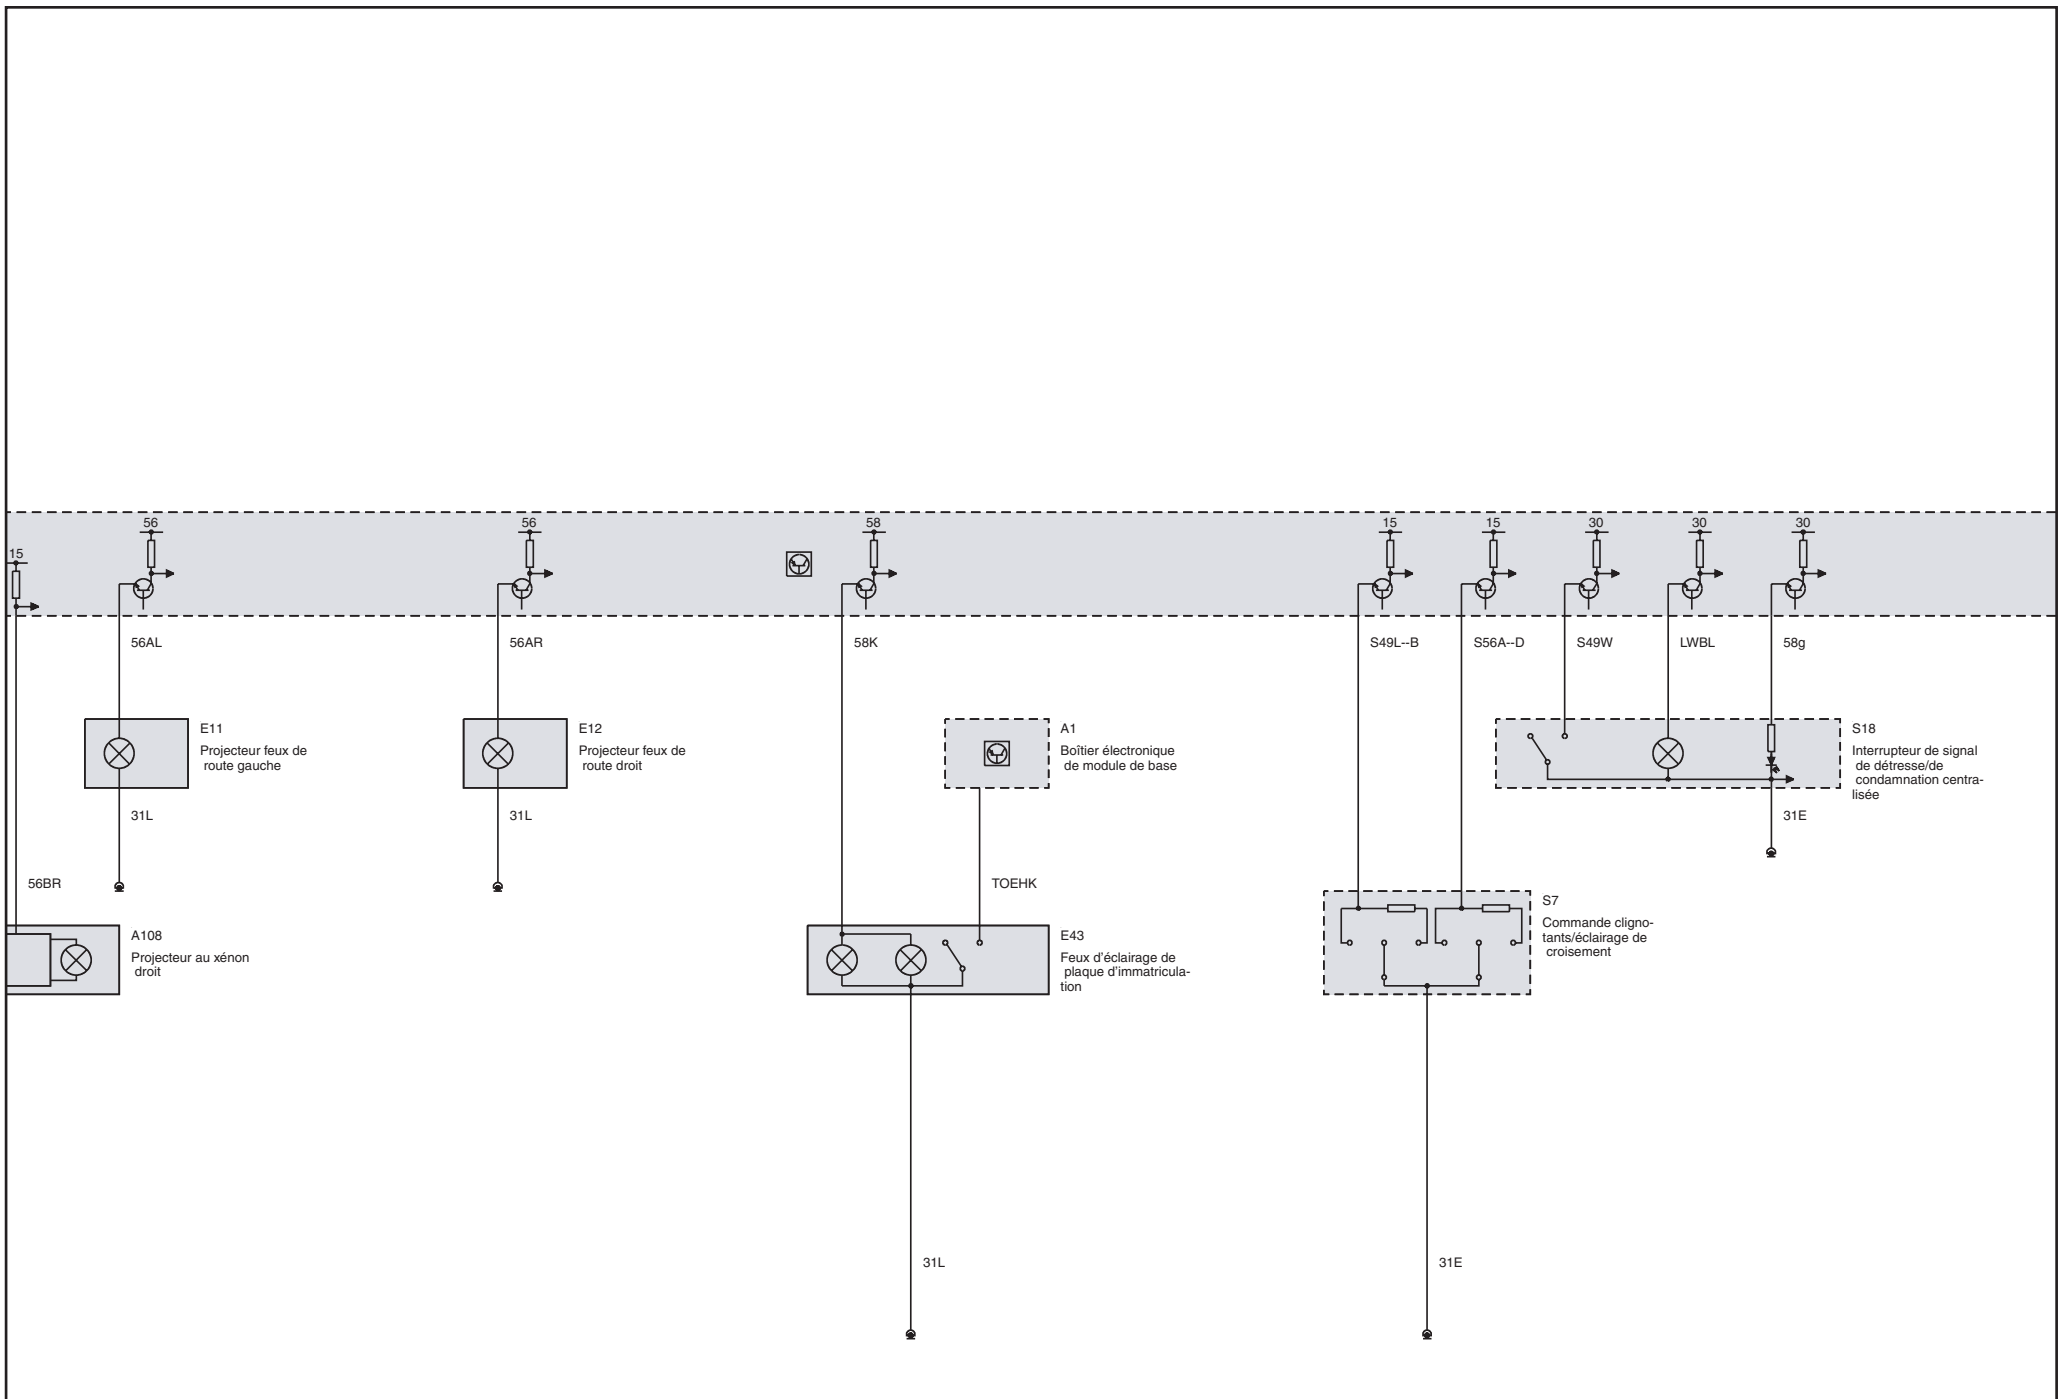 56
56
58
15
15
30
30
30
15
56AL
56AR
58K
S49L--B
S56A--D
S49W
LWBL
58g
E11
Projecteur feux de
route gauche
E12
Projecteur feux de
route droit
A1
Boîtier électronique
de module de base
S18
Interrupteur de signal
de détresse/de
condamnation centra-
lisée
31L
31L
31E
56BR
TOEHK
S7
Commande cligno-
tants/éclairage de
croisement
A108
Projecteur au xénon
droit
E43
Feux d'éclairage de
plaque d'immatricula-
tion
31L
31E